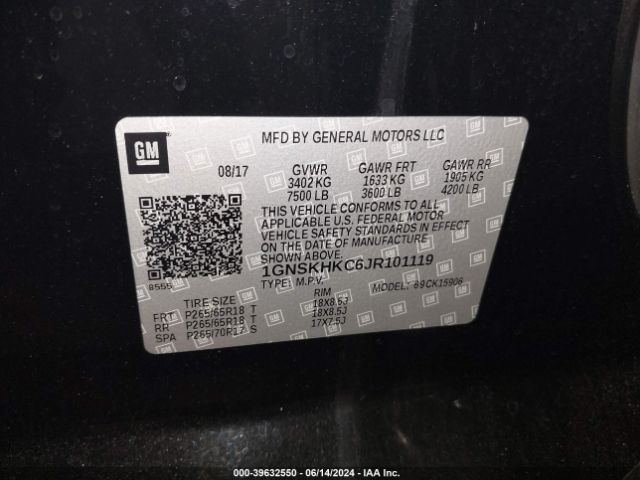 GM
MFD BY GENERAL MOTORS LLC
08/17
GVWR GAWR FRT GAWR RR
3402 KG 1633 KG 1905 KG
7500 LB 3600 LB 4200 LB
THIS VEHICLE CONFORMS TO ALL
APPLICABLE U.S. FEDERAL MOTOR
VEHICLE SAFETY STANDARDS IN EFFECT
ON THE DATE OF MANUFACTURE
SHOWN ABOVE.
1GNSKHKC6JR101119
TYPE: M.P.V. MODEL: 69CK15906
8555
TIRE SIZE RIM
FRT P265/65R18 T 18X8.5J
RR P265/65R18 T 18X8.5J
SPA P265/70R17 S 17X7.5J
000-39632550 - 06/14/2024 - IAA Inc.